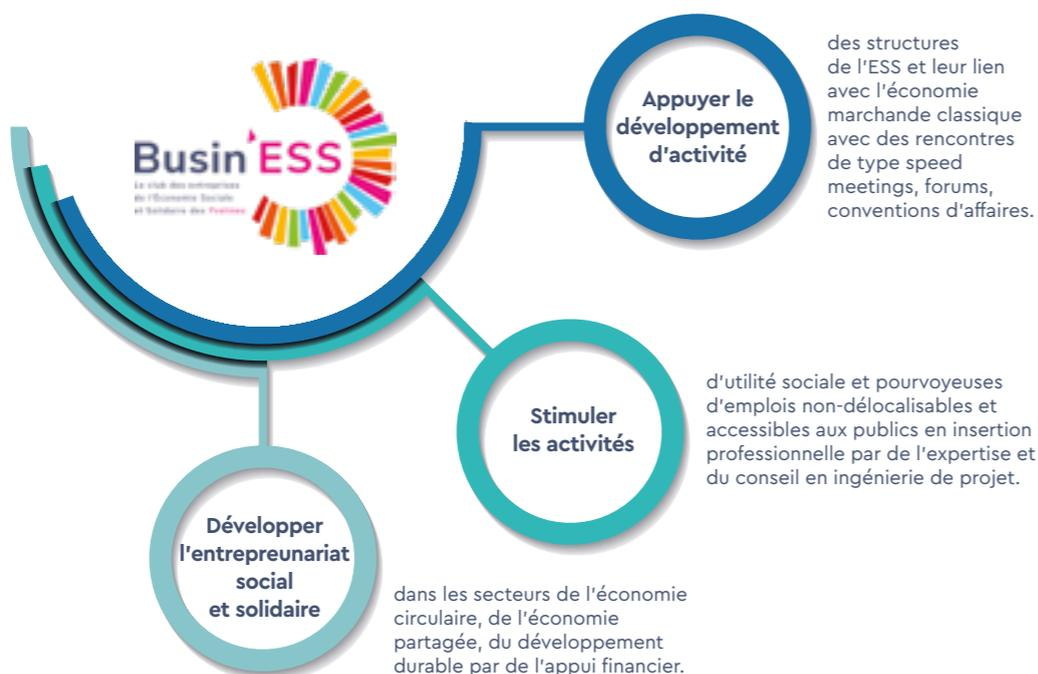 Busin'ESS
Le club des entreprises
de l'Economie Sociale
et Solidaire des Yvelines
Appuyer le
développement
d'activité
des structures
de l'ESS et leur lien
avec l'économie
marchande classique
avec des rencontres
de type speed
meetings, forums,
conventions d'affaires.
Stimuler
les activités
d'utilité sociale et pourvoyeuses
d'emplois non-délocalisables et
accessibles aux publics en insertion
professionnelle par de l'expertise et
du conseil en ingénierie de projet.
Développer
l'entrepreunariat
social
et solidaire
dans les secteurs de l'économie
circulaire, de l'économie
partagée, du développement
durable par de l'appui financier.